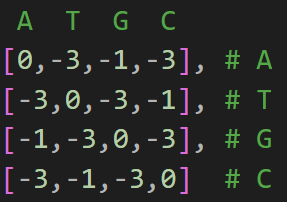 A T G C
[0,-3,-1,-3], # A
[-3,0,-3,-1], # T
[-1,-3,0,-3], # G
[-3,-1,-3,0] # C